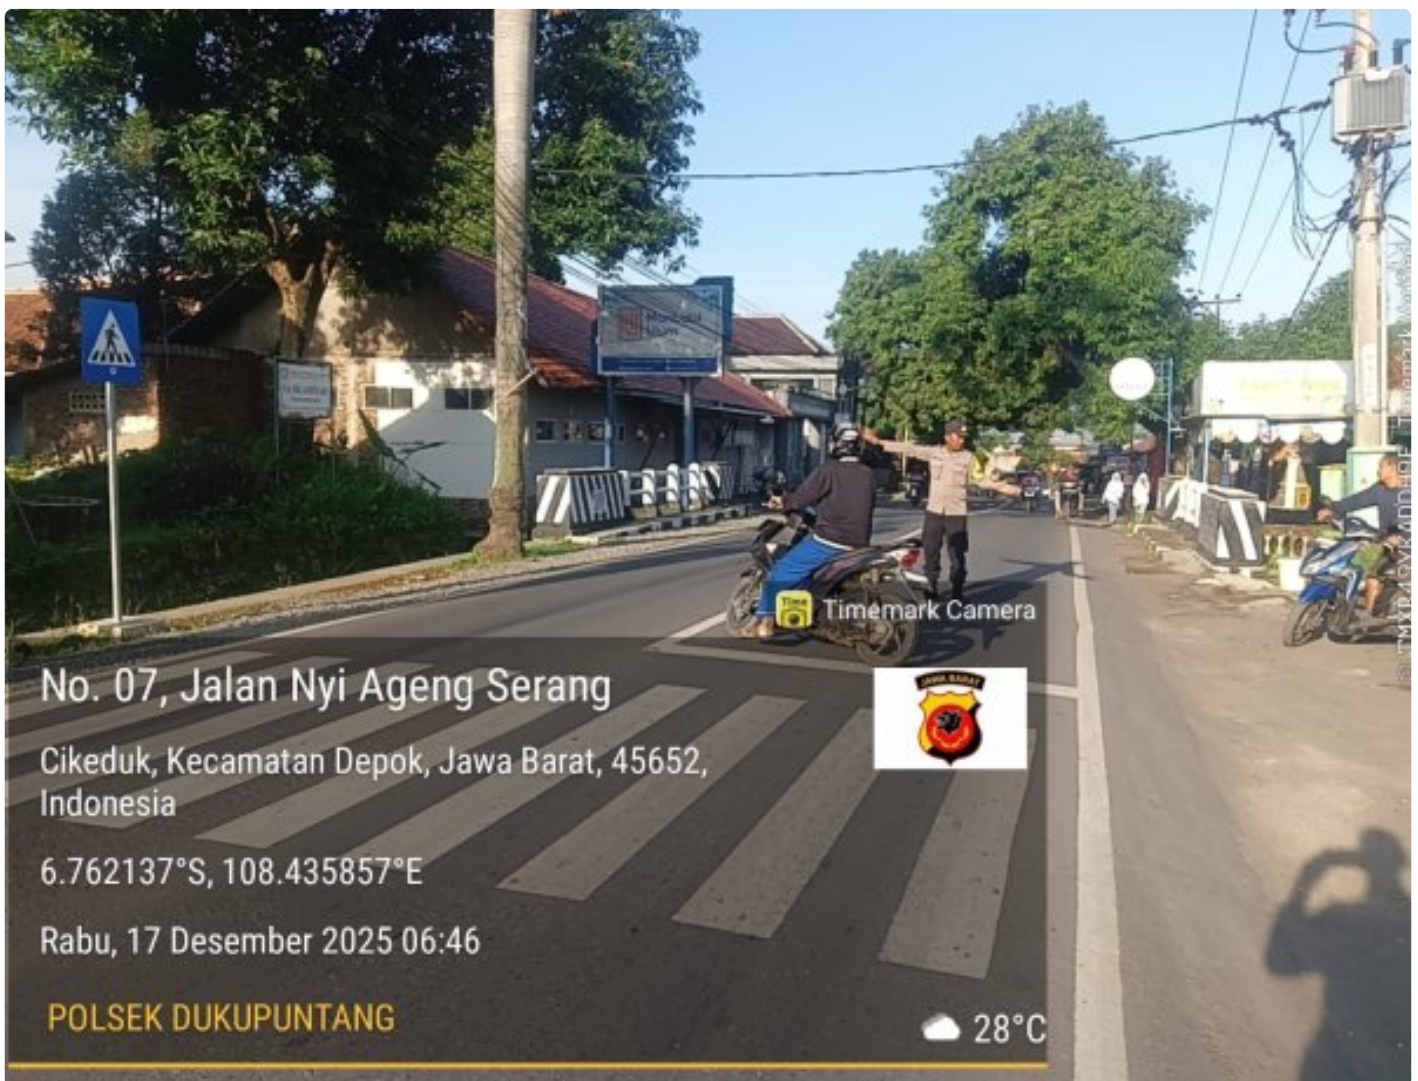 Time
Timemark Camera
JAWA BARAT
No. 07, Jalan Nyi Ageng Serang
Cikeduk, Kecamatan Depok, Jawa Barat, 45652,
Indonesia
6.762137°S, 108.435857°E
Rabu, 17 Desember 2025 06:46
POLSEK DUKUPUNTANG
28°C